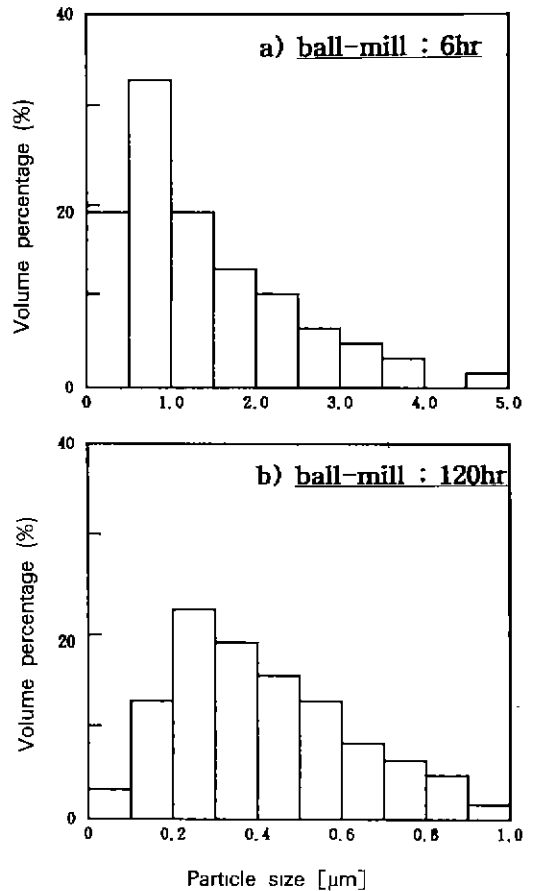 40
a) ball-mill : 6hr
Volume percentage (%)
20
0
0 1.0 2.0 3.0 4.0 5.0
40
b) ball-mill : 120hr
Volume percentage (%)
20
0
0 0.2 0.4 0.6 0.8 1.0
Particle size [μm]